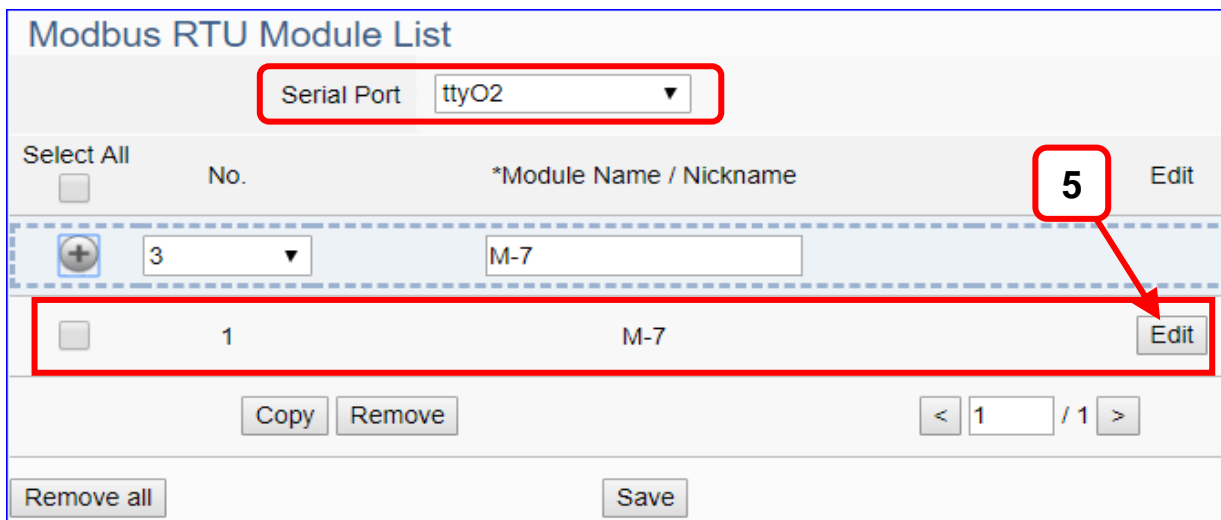 Modbus RTU Module List
Serial Port ttyO2
Select All No. *Module Name / Nickname 5 Edit
3 M-7
1 M-7 Edit
Copy Remove < 1 / 1 >
Remove all Save